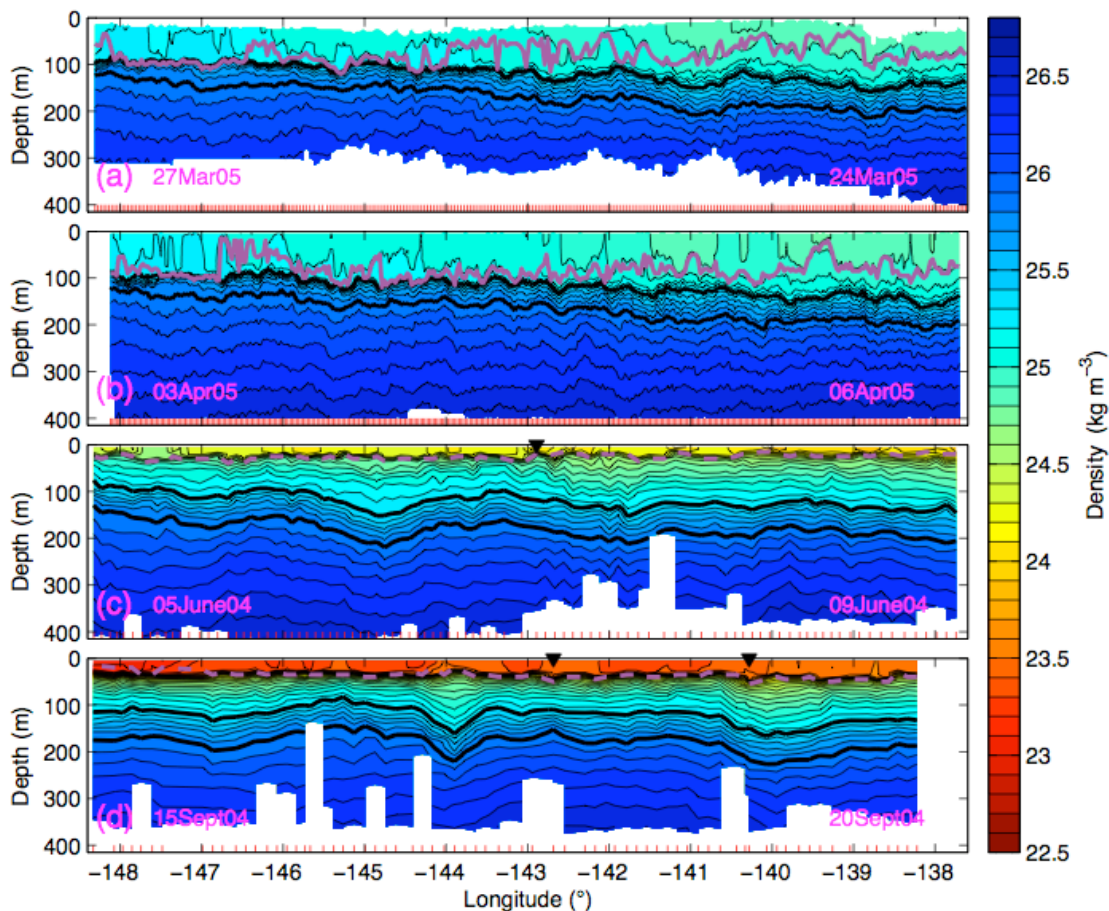 0
100
200
300
400
Depth (m)
(a) 27Mar05 24Mar05
0
100
200
300
400
Depth (m)
(b) 03Apr05 06Apr05
0
100
200
300
400
Depth (m)
(c) 05June04 09June04
0
100
200
300
400
Depth (m)
(d) 15Sept04 20Sept04
−148 −147 −146 −145 −144 −143 −142 −141 −140 −139 −138
Longitude (°)
26.5
26
25.5
25
24.5
24
23.5
23
22.5
Density (kg m⁻³)